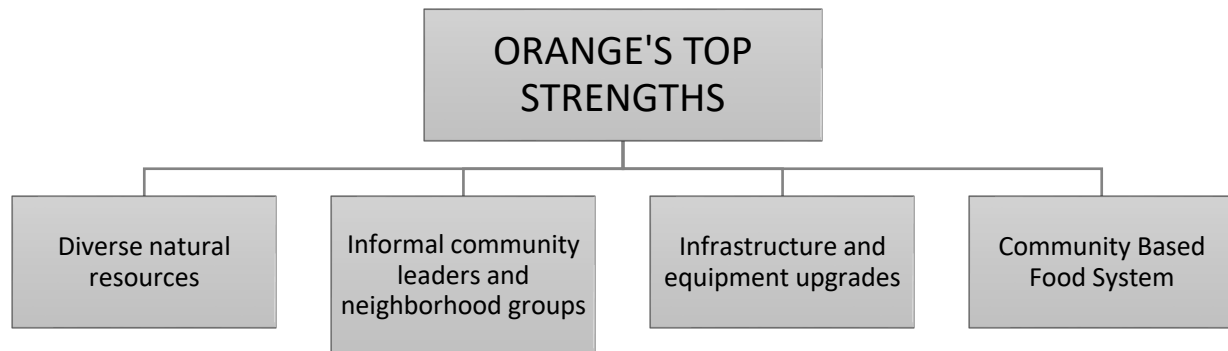 ORANGE'S TOP
STRENGTHS
Diverse natural
resources
Informal community
leaders and
neighborhood groups
Infrastructure and
equipment upgrades
Community Based
Food System